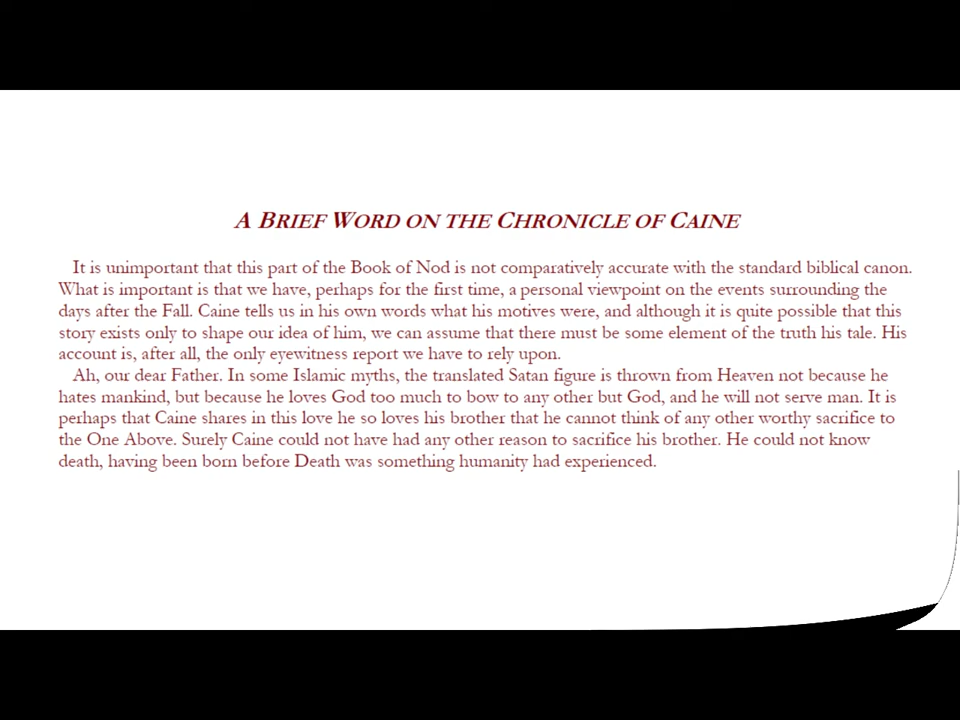 A BRIEF WORD ON THE CHRONICLE OF CAINE
It is unimportant that this part of the Book of Nod is not comparatively accurate with the standard biblical canon.
What is important is that we have, perhaps for the first time, a personal viewpoint on the events surrounding the
days after the Fall. Caine tells us in his own words what his motives were, and although it is quite possible that this
story exists only to shape our idea of him, we can assume that there must be some element of the truth his tale. His
account is, after all, the only eyewitness report we have to rely upon.
Ah, our dear Father. In some Islamic myths, the translated Satan figure is thrown from Heaven not because he
hates mankind, but because he loves God too much to bow to any other but God, and he will not serve man. It is
perhaps that Caine shares in this love he so loves his brother that he cannot think of any other worthy sacrifice to
the One Above. Surely Caine could not have had any other reason to sacrifice his brother. He could not know
death, having been born before Death was something humanity had experienced.